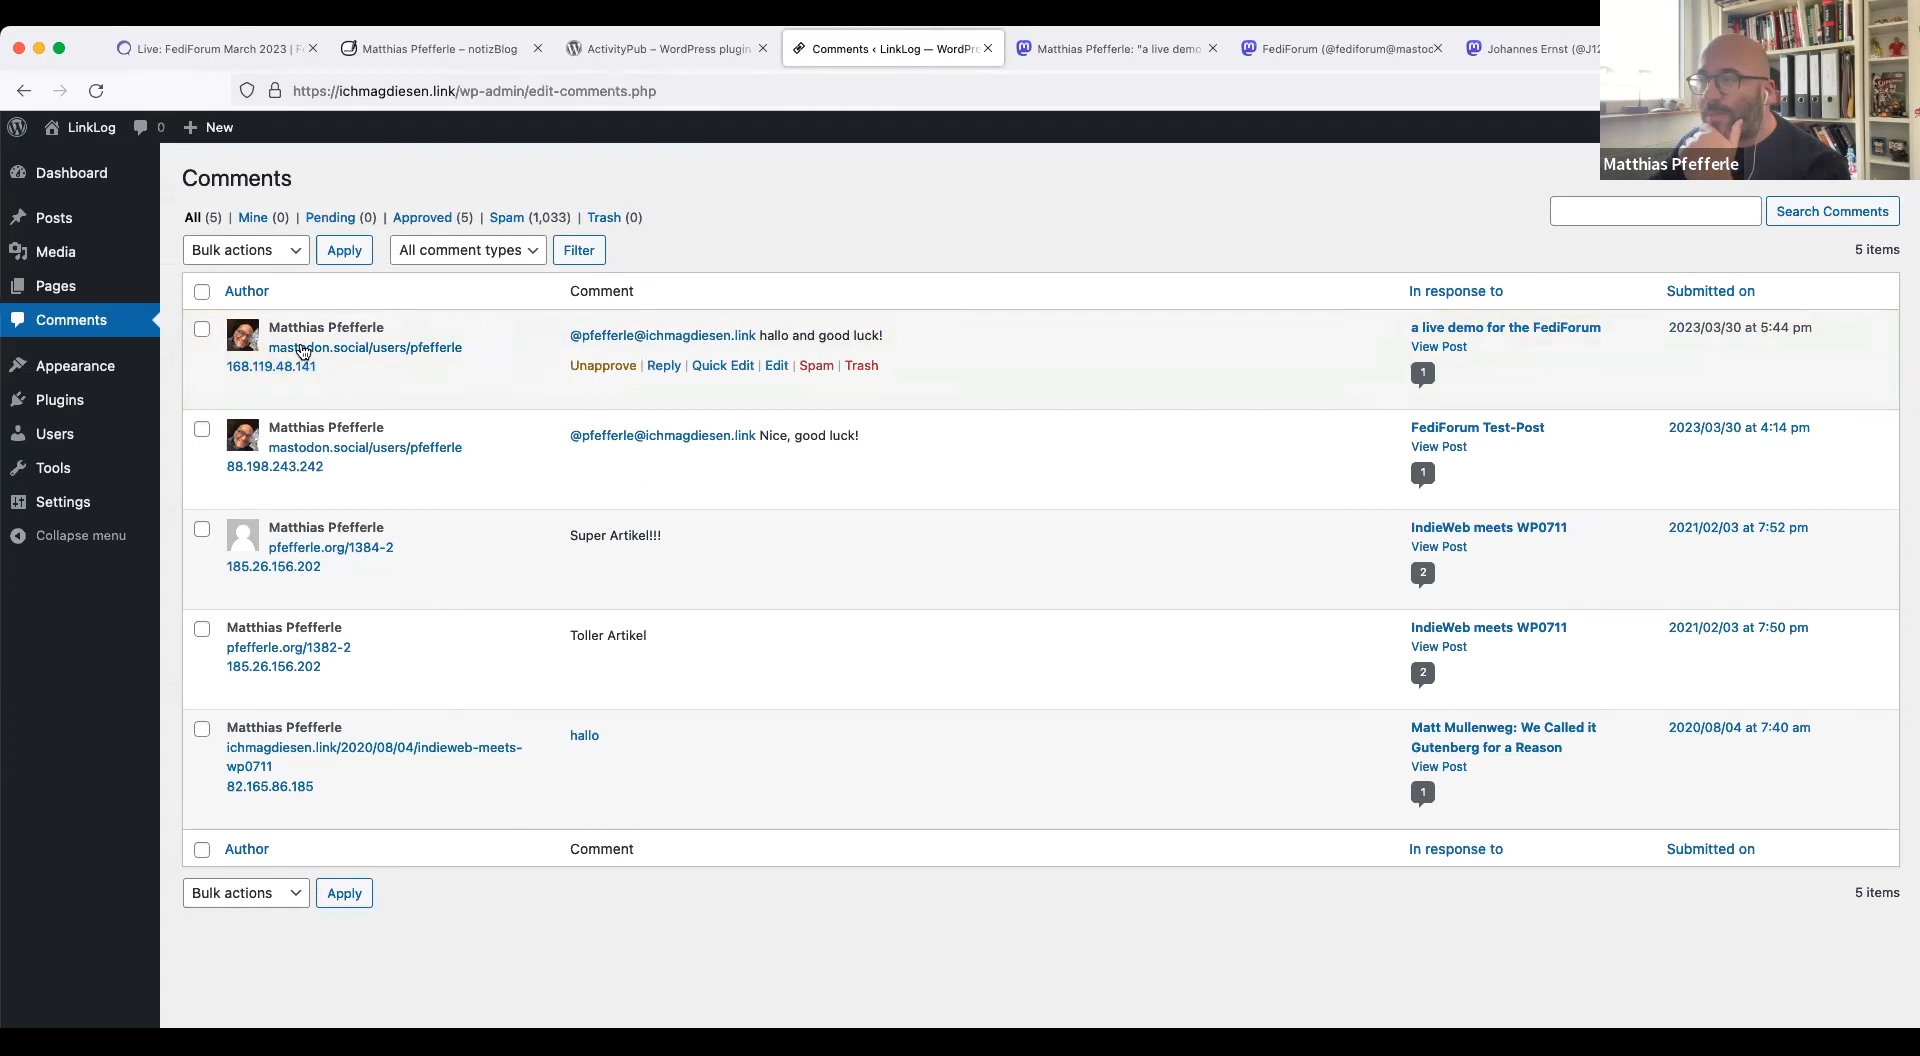 Live: FediForum March 2023 | F
Matthias Pfefferle – notizBlog
ActivityPub – WordPress plugin
Comments ‹ LinkLog — WordPre
Matthias Pfefferle: "a live demo
FediForum (@fediforum@mastoc
Johannes Ernst (@J12
https://ichmagdiesen.link/wp-admin/edit-comments.php
LinkLog 0 New
Matthias Pfefferle
Dashboard
Posts
Media
Pages
Comments
Appearance
Plugins
Users
Tools
Settings
Collapse menu
Comments
All (5) | Mine (0) | Pending (0) | Approved (5) | Spam (1,033) | Trash (0)
Search Comments
Bulk actions Apply All comment types Filter
5 items
Author Comment In response to Submitted on
Matthias Pfefferle
mastodon.social/users/pfefferle
168.119.48.141
@pfefferle@ichmagdiesen.link hallo and good luck!
Unapprove | Reply | Quick Edit | Edit | Spam | Trash
a live demo for the FediForum
View Post
1
2023/03/30 at 5:44 pm
Matthias Pfefferle
mastodon.social/users/pfefferle
88.198.243.242
@pfefferle@ichmagdiesen.link Nice, good luck!
FediForum Test-Post
View Post
1
2023/03/30 at 4:14 pm
Matthias Pfefferle
pfefferle.org/1384-2
185.26.156.202
Super Artikel!!!
IndieWeb meets WP0711
View Post
2
2021/02/03 at 7:52 pm
Matthias Pfefferle
pfefferle.org/1382-2
185.26.156.202
Toller Artikel
IndieWeb meets WP0711
View Post
2
2021/02/03 at 7:50 pm
Matthias Pfefferle
ichmagdiesen.link/2020/08/04/indieweb-meets-
wp0711
82.165.86.185
hallo
Matt Mullenweg: We Called it
Gutenberg for a Reason
View Post
1
2020/08/04 at 7:40 am
Author Comment In response to Submitted on
Bulk actions Apply
5 items